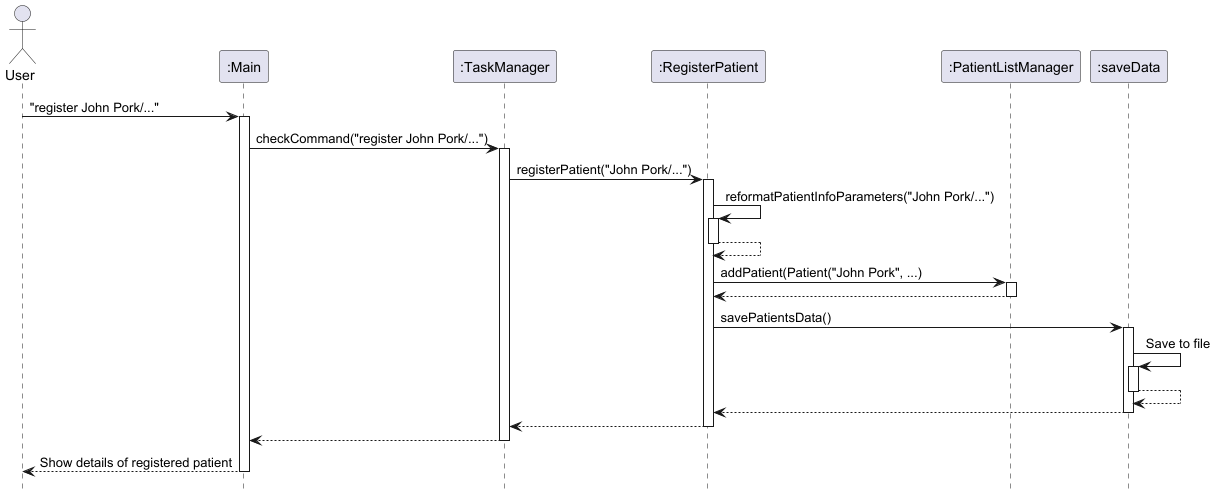 User
:Main
:TaskManager
:RegisterPatient
:PatientListManager
:saveData
"register John Pork/..."
checkCommand("register John Pork/...")
registerPatient("John Pork/...")
reformatPatientInfoParameters("John Pork/...")
addPatient(Patient("John Pork", ...)
savePatientsData()
Save to file
Show details of registered patient